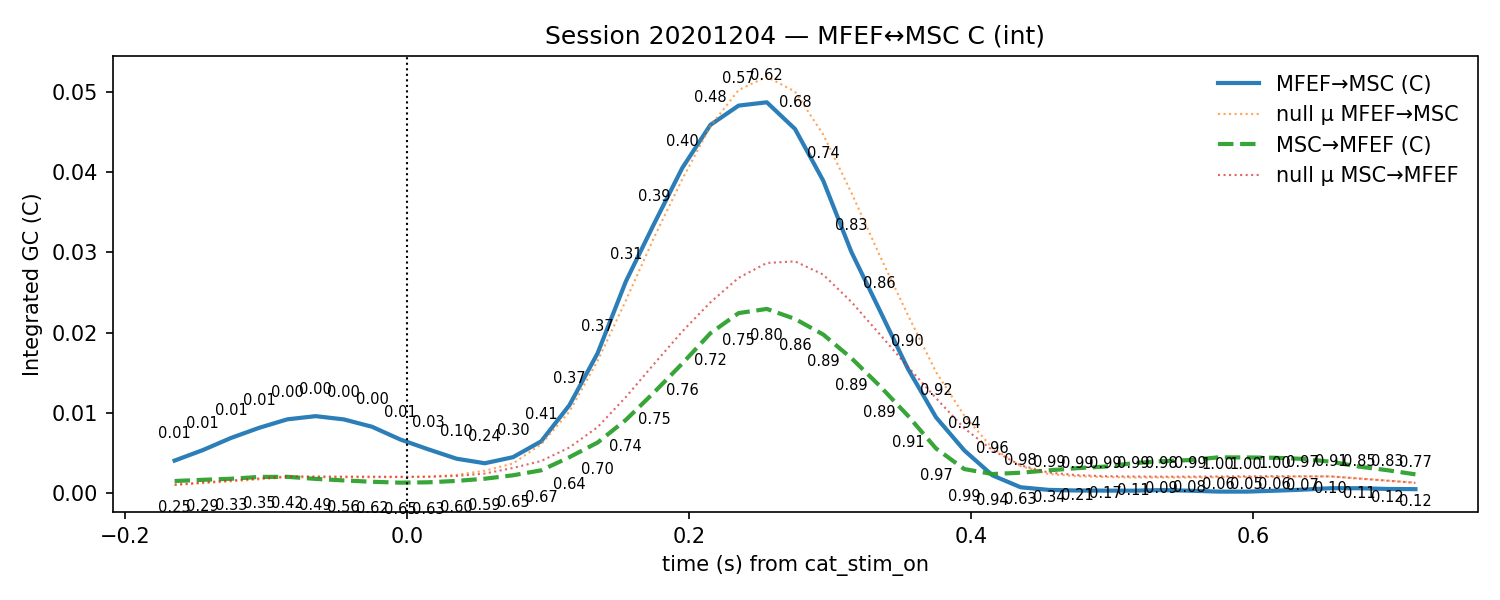 Session 20201204 — MFEF↔MSC C (int)
Integrated GC (C)
0.05
0.04
0.03
0.02
0.01
0.00
MFEF→MSC (C)
null μ MFEF→MSC
MSC→MFEF (C)
null μ MSC→MFEF
0.01 0.01 0.01 0.01 0.00 0.00 0.00 0.00 0.01 0.03 0.10 0.24 0.30 0.41 0.37 0.37 0.31 0.39 0.40 0.48 0.57 0.62 0.68 0.74 0.83 0.86 0.90 0.92 0.94 0.96 0.98 0.99 0.99 0.99 0.98 0.99 1.00 1.00 1.00 0.97 0.91 0.85 0.83 0.77
0.25 0.29 0.33 0.35 0.42 0.49 0.56 0.62 0.65 0.63 0.60 0.59 0.65 0.67 0.64 0.70 0.74 0.75 0.76 0.72 0.75 0.80 0.86 0.89 0.89 0.89 0.91 0.97 0.99 0.94 0.63 0.34 0.21 0.17 0.11 0.09 0.08 0.06 0.05 0.06 0.07 0.10 0.11 0.12 0.12
−0.2 0.0 0.2 0.4 0.6
time (s) from cat_stim_on